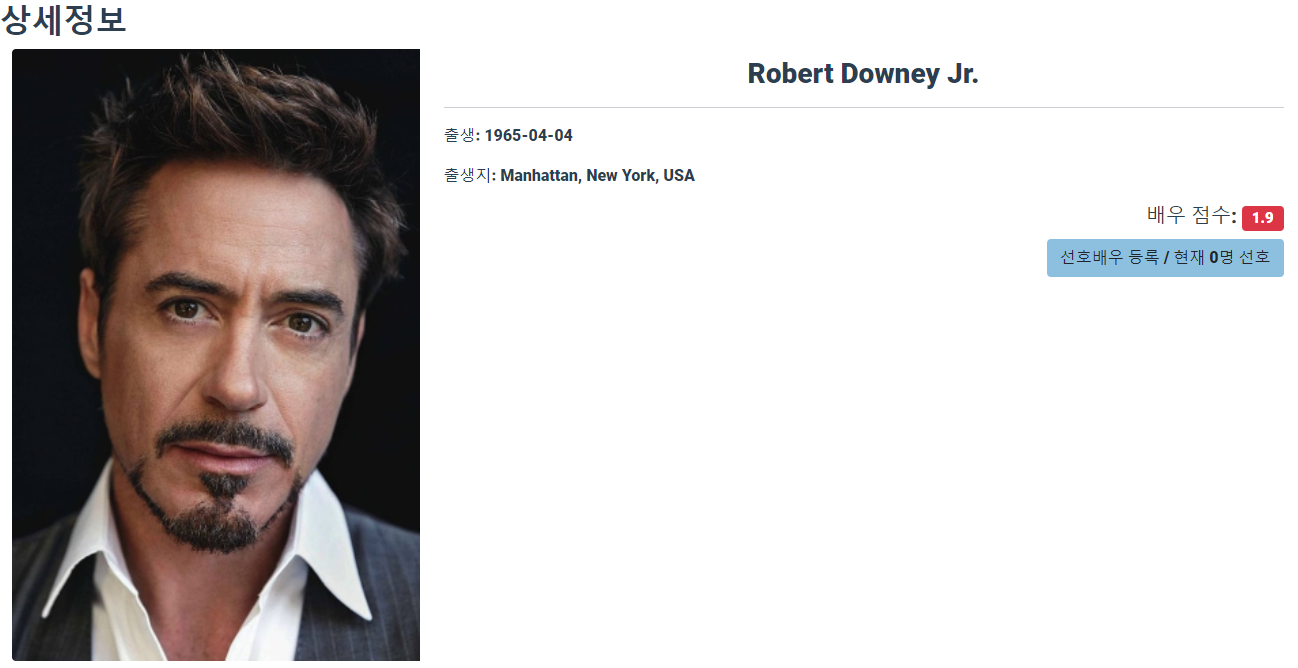 상세정보
Robert Downey Jr.
출생: 1965-04-04
출생지: Manhattan, New York, USA
배우 점수: 1.9
선호배우 등록 / 현재 0명 선호